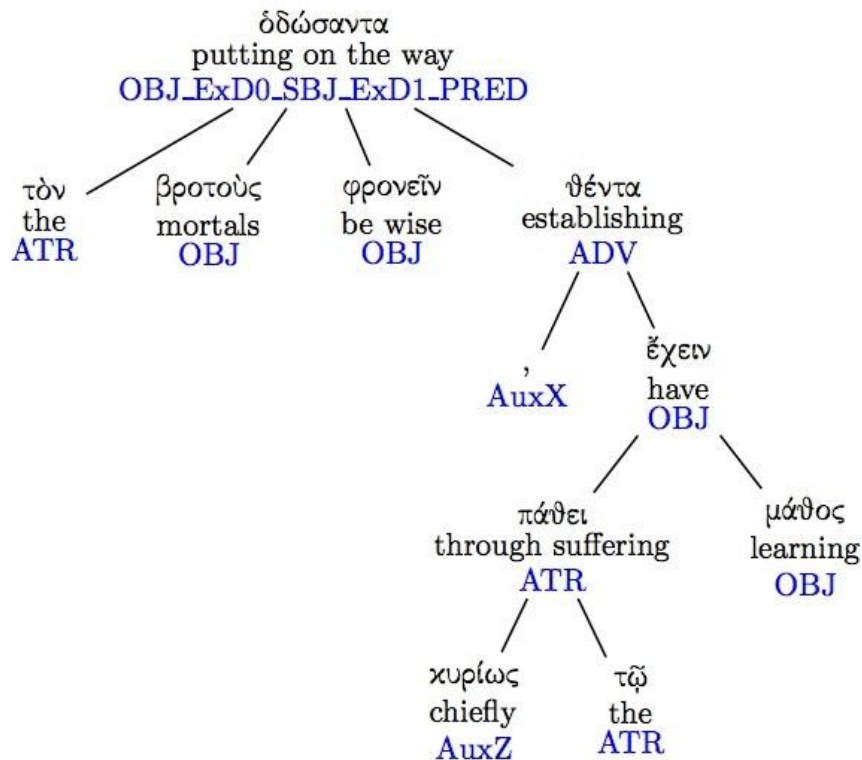 ὁδώσαντα
putting on the way
OBJ_ExD0_SBJ_ExD1_PRED
τὸν
the
ATR
βροτοὺς
mortals
OBJ
φρονεῖν
be wise
OBJ
θέντα
establishing
ADV
,
AuxX
ἔχειν
have
OBJ
πάθει
through suffering
ATR
μάθος
learning
OBJ
κυρίως
chiefly
AuxZ
τῷ
the
ATR